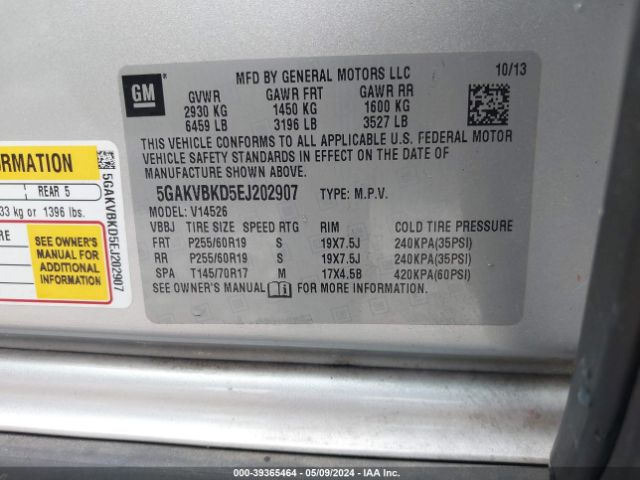 GM
MFD BY GENERAL MOTORS LLC 10/13
GVWR GAWR FRT GAWR RR
2930 KG 1450 KG 1600 KG
6459 LB 3196 LB 3527 LB
THIS VEHICLE CONFORMS TO ALL APPLICABLE U.S. FEDERAL MOTOR
VEHICLE SAFETY STANDARDS IN EFFECT ON THE DATE OF
MANUFACTURE SHOWN ABOVE.
5GAKVBKD5EJ202907 TYPE: M.P.V.
MODEL: V14526
VBBJ TIRE SIZE SPEED RTG RIM COLD TIRE PRESSURE
FRT P255/60R19 S 19X7.5J 240KPA(35PSI)
RR P255/60R19 S 19X7.5J 240KPA(35PSI)
SPA T145/70R17 M 17X4.5B 420KPA(60PSI)
SEE OWNER'S MANUAL FOR MORE INFORMATION.
ORMATION
REAR 5
33 kg or 1396 lbs.
RE
SEE OWNER'S
MANUAL FOR
ADDITIONAL
INFORMATION
5GAKVBKD5EJ202907
000-39365464 - 05/09/2024 - IAA Inc.